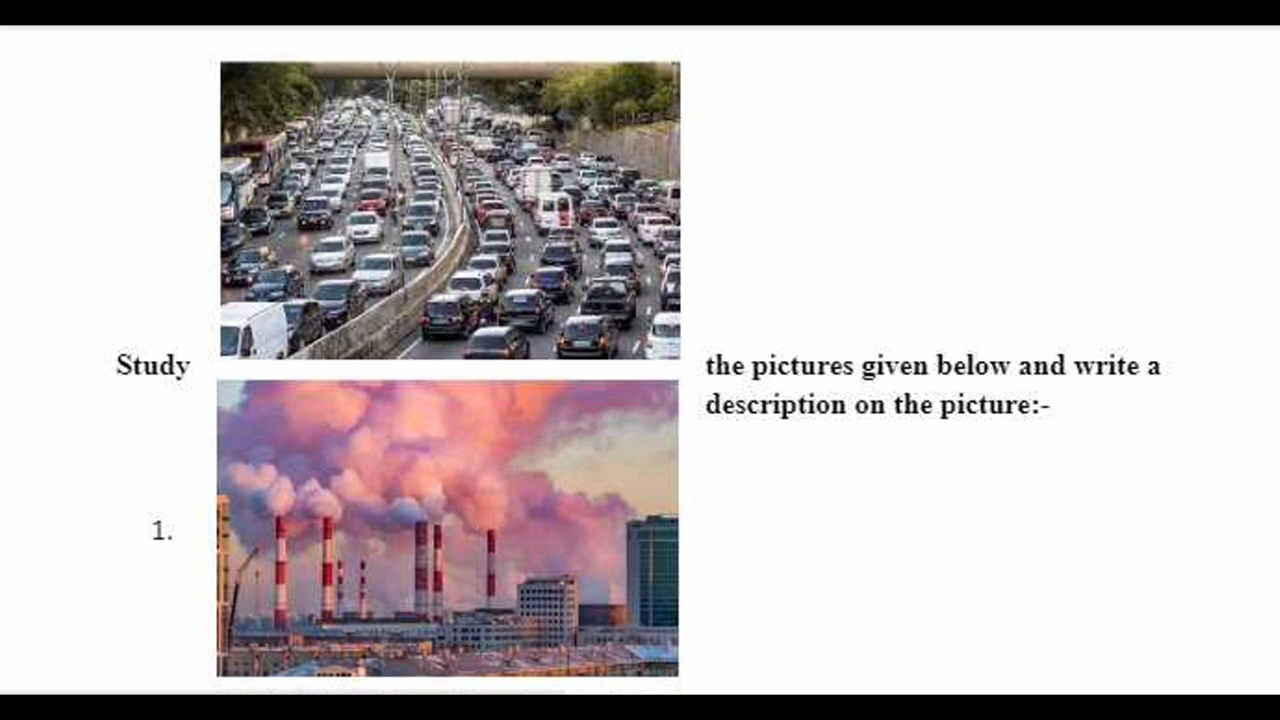 Study the pictures given below and write a
description on the picture:-
1.